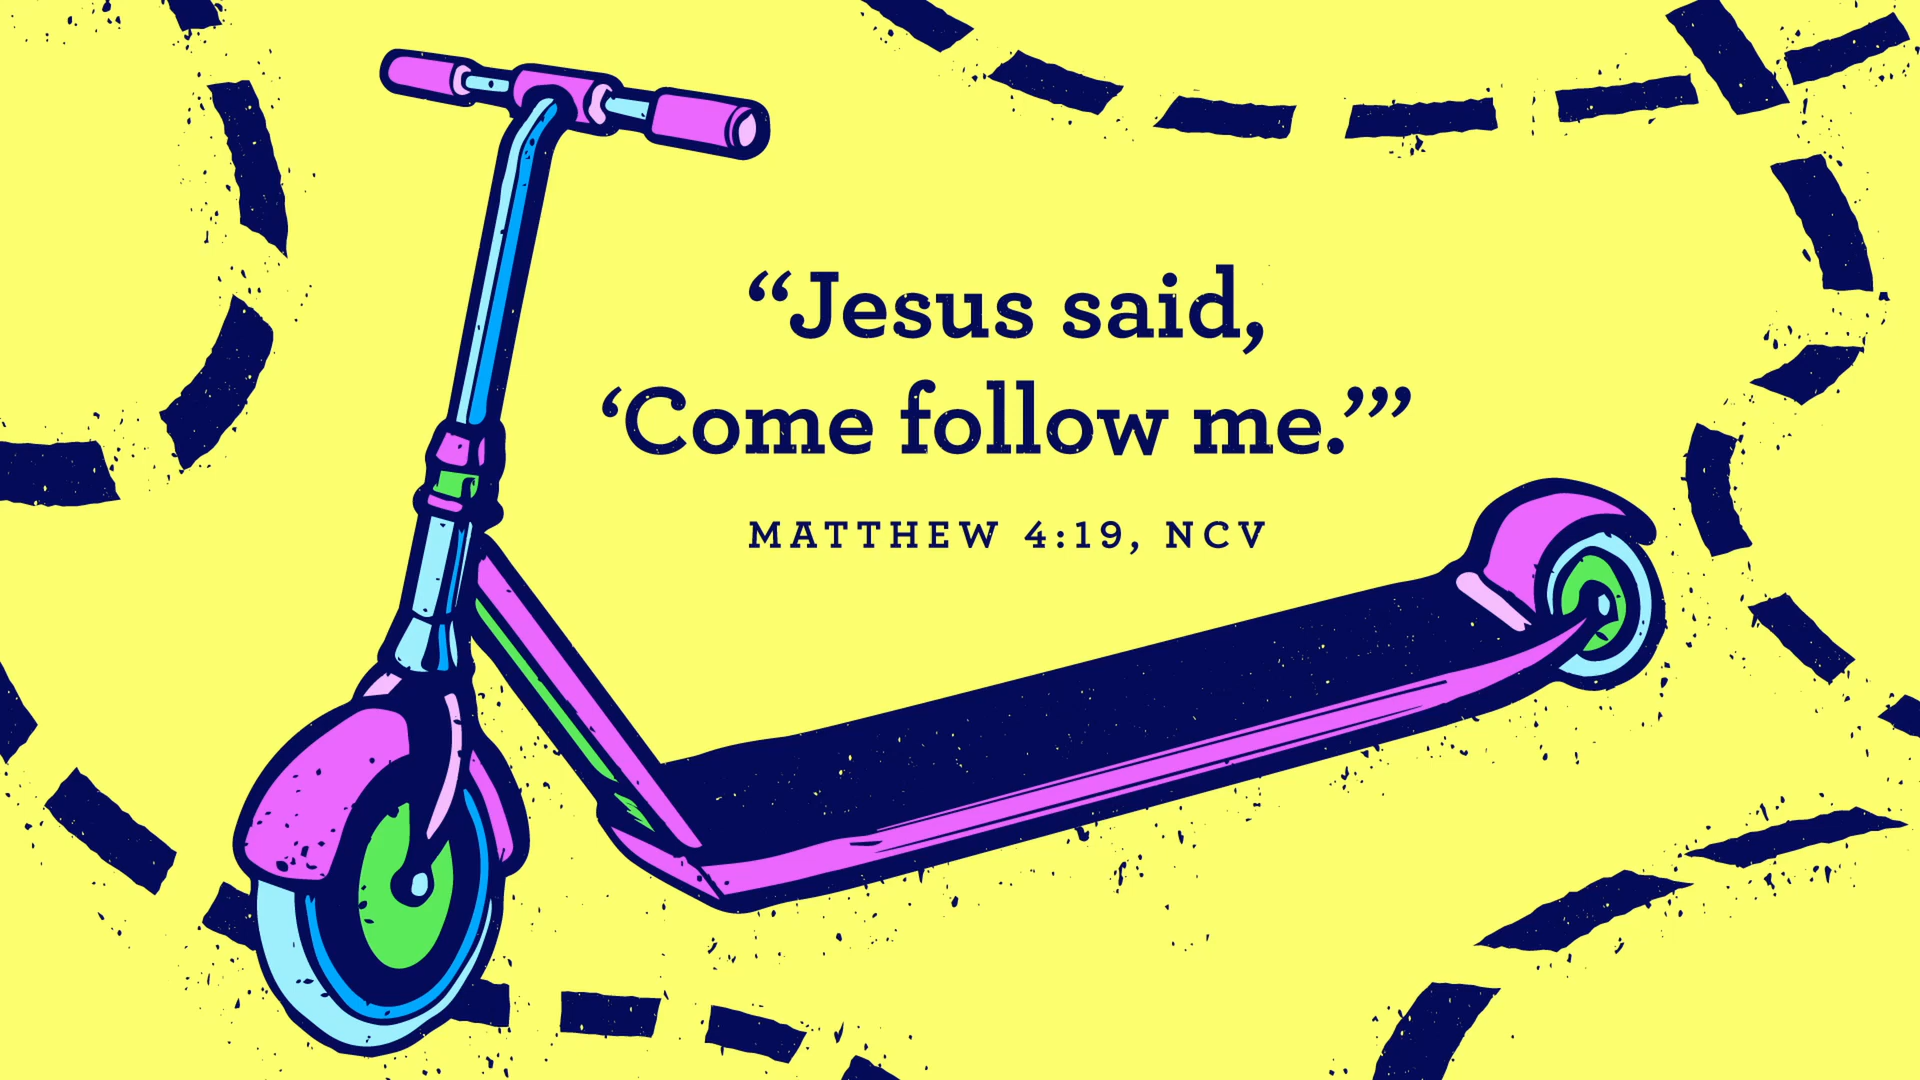 “Jesus said,
‘Come follow me.’”’
MATTHEW 4:19, NCV